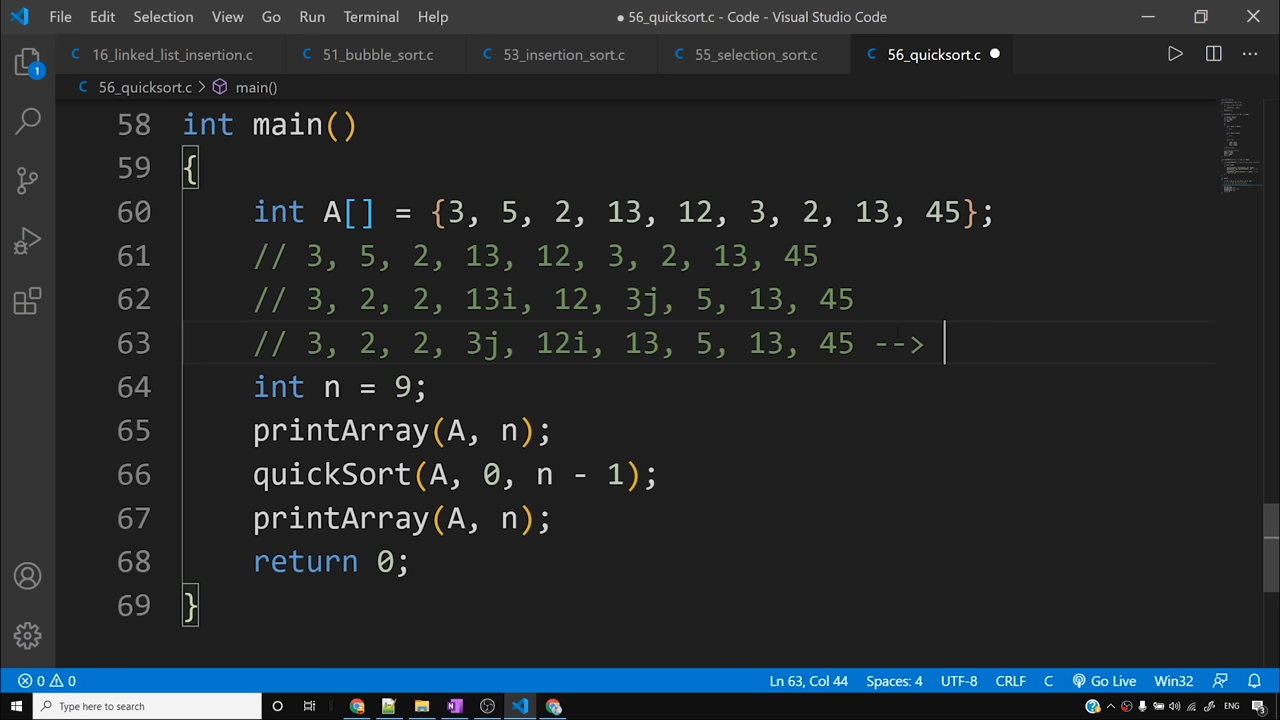 File Edit Selection View Go Run Terminal Help ● 56_quicksort.c - Code - Visual Studio Code
16_linked_list_insertion.c 51_bubble_sort.c 53_insertion_sort.c 55_selection_sort.c 56_quicksort.c
56_quicksort.c > main()
58 int main()
59 {
60 int A[] = {3, 5, 2, 13, 12, 3, 2, 13, 45};
61 // 3, 5, 2, 13, 12, 3, 2, 13, 45
62 // 3, 2, 2, 13i, 12, 3j, 5, 13, 45
63 // 3, 2, 2, 3j, 12i, 13, 5, 13, 45 -->
64 int n = 9;
65 printArray(A, n);
66 quickSort(A, 0, n - 1);
67 printArray(A, n);
68 return 0;
69 }
0 0 Ln 63, Col 44 Spaces: 4 UTF-8 CRLF C Go Live Win32
Type here to search ENG